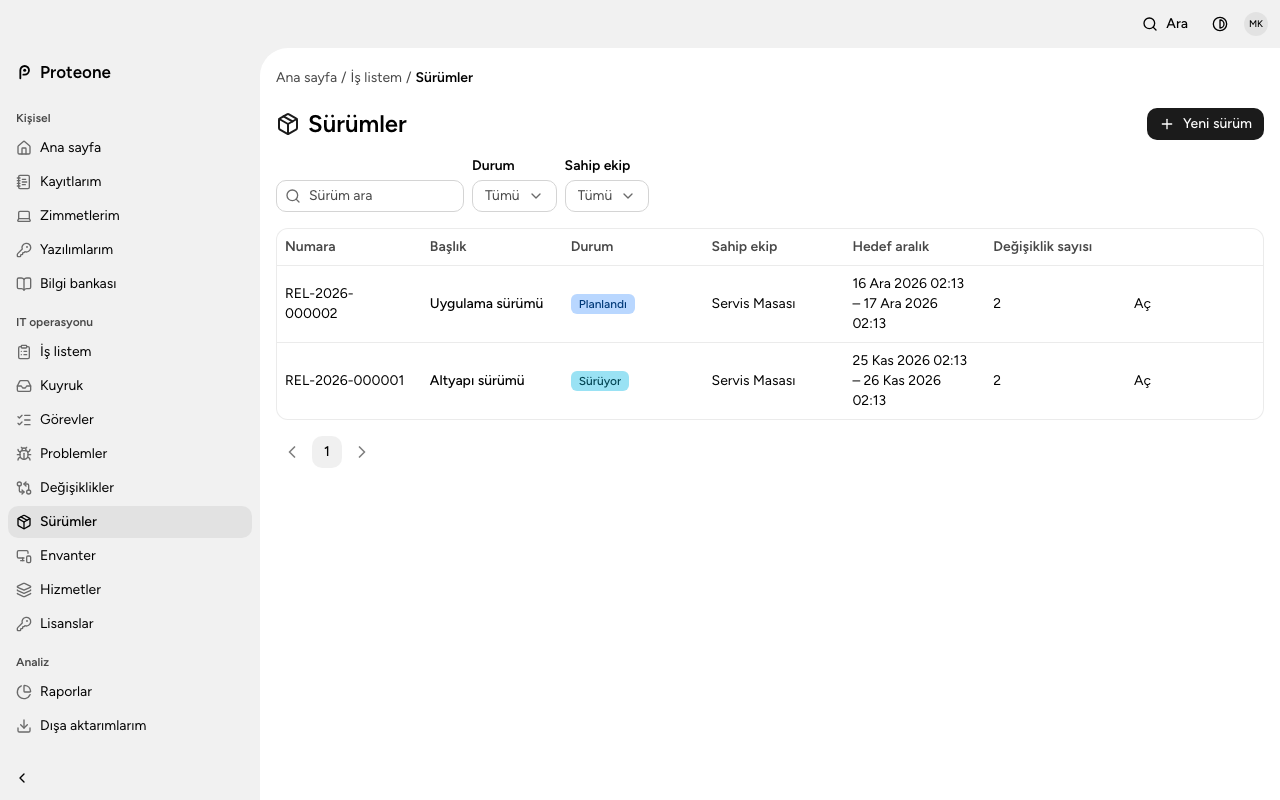 Ara
MK
Proteone
Kişisel
Ana sayfa
Kayıtlarım
Zimmetlerim
Yazılımlarım
Bilgi bankası
IT operasyonu
İş listem
Kuyruk
Görevler
Problemler
Değişiklikler
Sürümler
Envanter
Hizmetler
Lisanslar
Analiz
Raporlar
Dışa aktarımlarım
Ana sayfa / İş listem / Sürümler
Sürümler
Yeni sürüm
Durum
Sahip ekip
Sürüm ara
Tümü
Tümü
Numara Başlık Durum Sahip ekip Hedef aralık Değişiklik sayısı
REL-2026-
000002
Uygulama sürümü
Planlandı
Servis Masası
16 Ara 2026 02:13
– 17 Ara 2026
02:13
2
Aç
REL-2026-000001
Altyapı sürümü
Sürüyor
Servis Masası
25 Kas 2026 02:13
– 26 Kas 2026
02:13
2
Aç
1